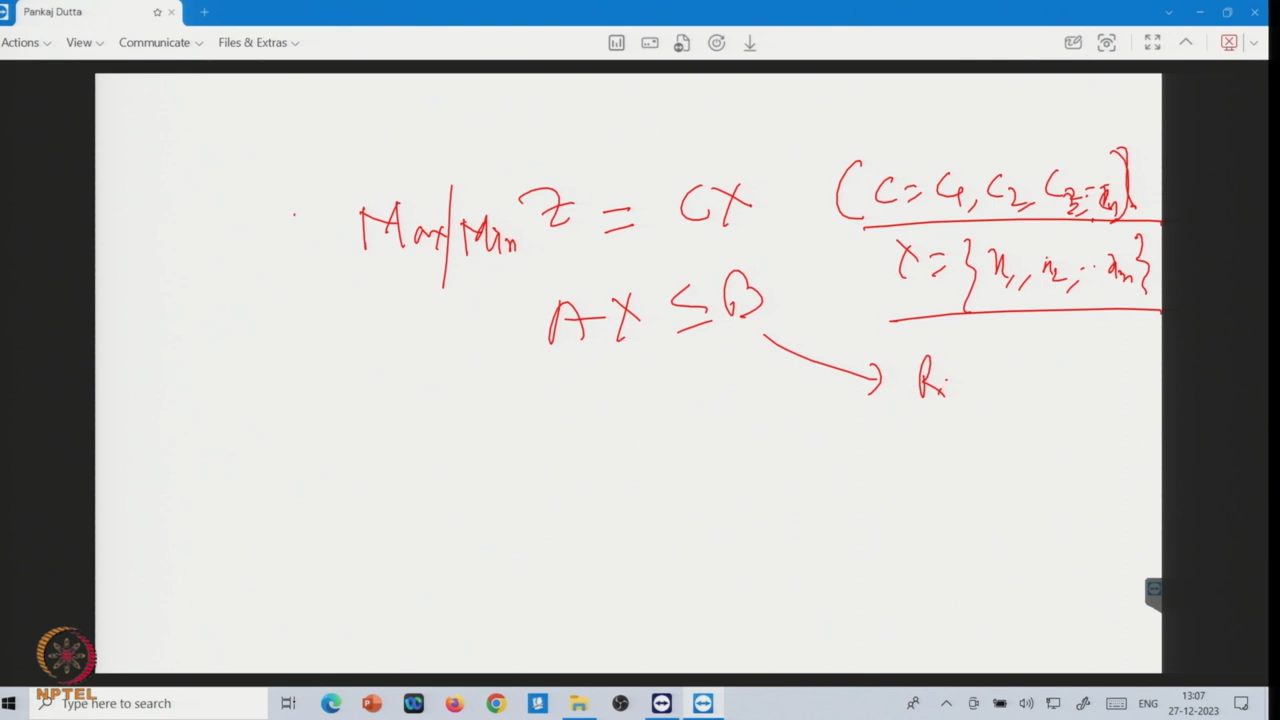 Pankaj Dutta
Actions View Communicate Files & Extras
Max/Min Z = CX
(C = C1, C2, C3 - Cn)
X = {x1, x2, .. xn}
AX ≤ B
→ Ri
NPTEL
Type here to search
ENG
13:07
27-12-2023